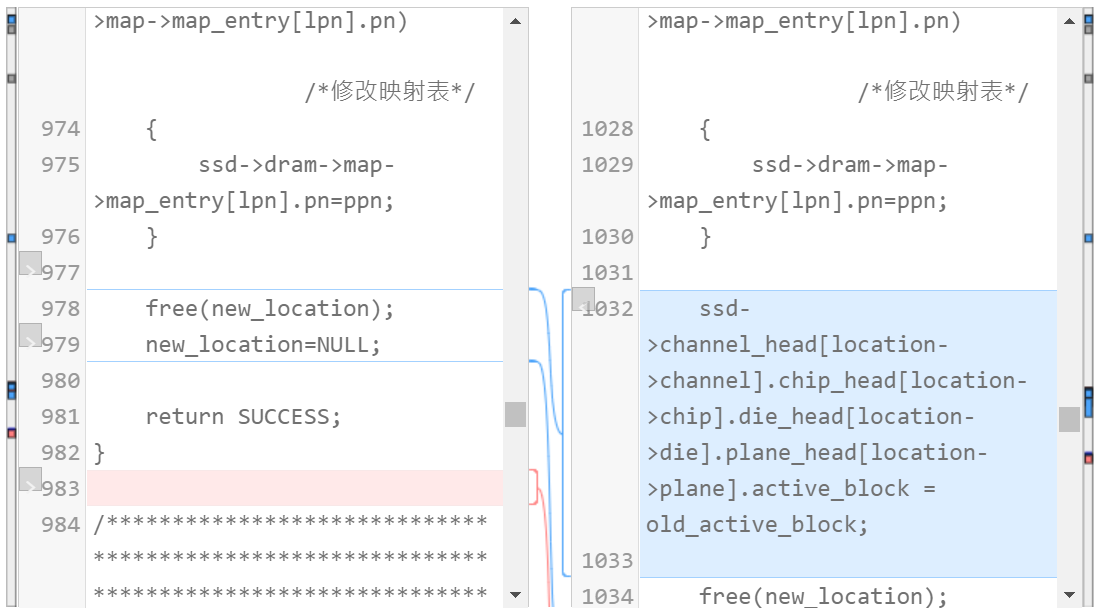 >map->map_entry[lpn].pn)
/*修改映射表*/
974 {
975 ssd->dram->map-
>map_entry[lpn].pn=ppn;
976 }
977
978 free(new_location);
979 new_location=NULL;
980
981 return SUCCESS;
982 }
983
984 /*****************************
******************************
******************************
>map->map_entry[lpn].pn)
/*修改映射表*/
1028 {
1029 ssd->dram->map-
>map_entry[lpn].pn=ppn;
1030 }
1031
1032 ssd-
>channel_head[location-
>channel].chip_head[location-
>chip].die_head[location-
>die].plane_head[location-
>plane].active_block =
old_active_block;
1033
1034 free(new_location);